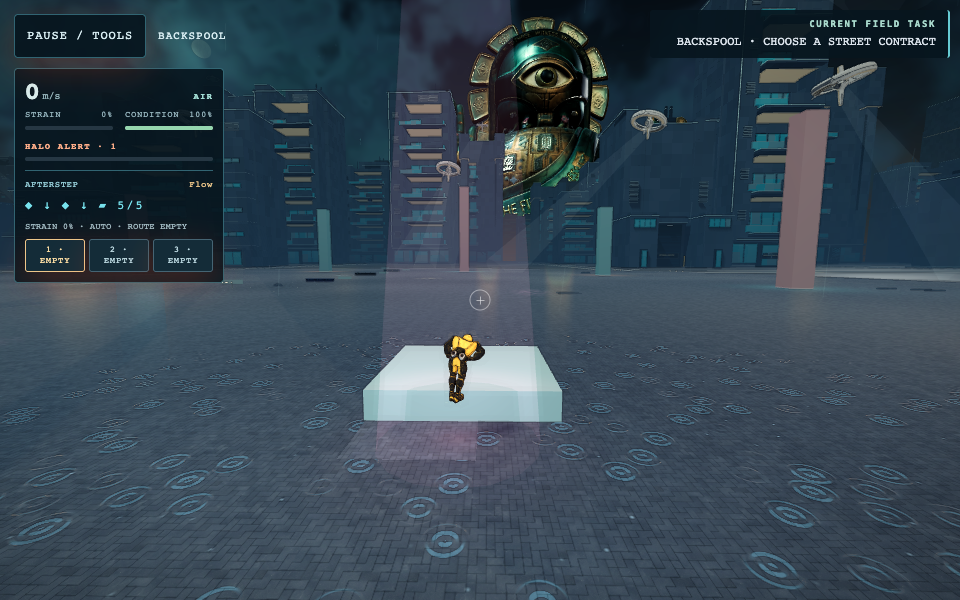 PAUSE / TOOLS
BACKSPOOL
CURRENT FIELD TASK
BACKSPOOL · CHOOSE A STREET CONTRACT
0 m/s
AIR
STRAIN 0%
CONDITION 100%
HALO ALERT · 1
AFTERSTEP
Flow
◆ ↓ ◆ ↓ ▰ 5/5
STRAIN 0% · AUTO · ROUTE EMPTY
1 · EMPTY
2 · EMPTY
3 · EMPTY